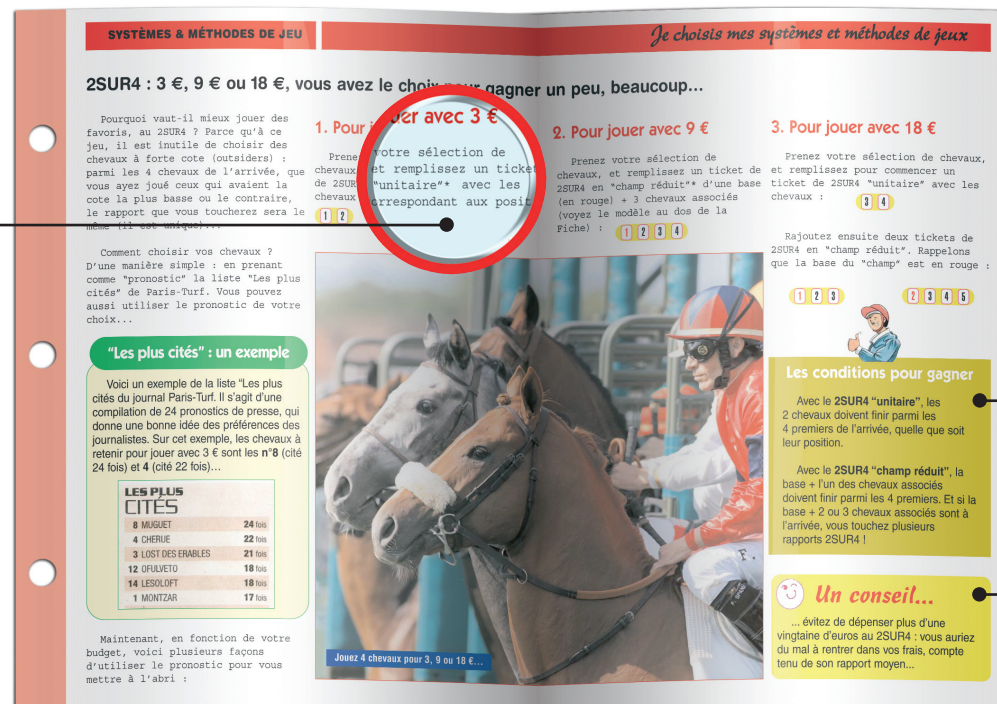 SYSTÈMES & MÉTHODES DE JEU
Je choisis mes systèmes et méthodes de jeux
2SUR4 : 3 €, 9 € ou 18 €, vous avez le choix pour gagner un peu, beaucoup…
Pourquoi vaut-il mieux jouer des
favoris, au 2SUR4 ? Parce qu'à ce
jeu, il est inutile de choisir des
chevaux à forte cote (outsiders) :
parmi les 4 chevaux de l'arrivée, que
vous ayez joué ceux qui avaient la
cote la plus basse ou le contraire,
le rapport que vous toucherez sera le
même (il est unique)...
Comment choisir vos chevaux ?
D'une manière simple : en prenant
comme "pronostic" la liste "Les plus
cités" de Paris-Turf. Vous pouvez
aussi utiliser le pronostic de votre
choix...
"Les plus cités" : un exemple
Voici un exemple de la liste "Les plus
cités du journal Paris-Turf. Il s'agit d'une
compilation de 24 pronostics de presse, qui
donne une bonne idée des préférences des
journalistes. Sur cet exemple, les chevaux à
retenir pour jouer avec 3 € sont les n°8 (cité
24 fois) et 4 (cité 22 fois)…
LES PLUS
CITÉS
8 MUGUET 24 fois
4 CHERUE 22 fois
3 LOST DES ERABLES 21 fois
12 OFULVETO 18 fois
14 LESOLOFT 18 fois
1 MONTZAR 17 fois
Maintenant, en fonction de votre
budget, voici plusieurs façons
d'utiliser le pronostic pour vous
mettre à l'abri :
1. Pour j uer avec 3 €
Prene votre sélection de
chevaux et remplissez un ticket
de 2SUR "unitaire"* avec les
chevaux orrespondant aux posit
1 2
2. Pour jouer avec 9 €
Prenez votre sélection de
chevaux, et remplissez un ticket de
2SUR4 en "champ réduit"* d'une base
(en rouge) + 3 chevaux associés
(voyez le modèle au dos de la
Fiche) : 1 2 3 4
3. Pour jouer avec 18 €
Prenez votre sélection de chevaux,
et remplissez pour commencer un
ticket de 2SUR4 "unitaire" avec les
chevaux : 3 4
Rajoutez ensuite deux tickets de
2SUR4 en "champ réduit". Rappelons
que la base du "champ" est en rouge :
1 2 3 2 3 4 5
Les conditions pour gagner
Avec le 2SUR4 "unitaire", les
2 chevaux doivent finir parmi les
4 premiers de l'arrivée, quelle que soit
leur position.
Avec le 2SUR4 "champ réduit", la
base + l'un des chevaux associés
doivent finir parmi les 4 premiers. Et si la
base + 2 ou 3 chevaux associés sont à
l'arrivée, vous touchez plusieurs
rapports 2SUR4 !
Un conseil...
... évitez de dépenser plus d'une
vingtaine d'euros au 2SUR4 : vous auriez
du mal à rentrer dans vos frais, compte
tenu de son rapport moyen...
Jouez 4 chevaux pour 3, 9 ou 18 €…